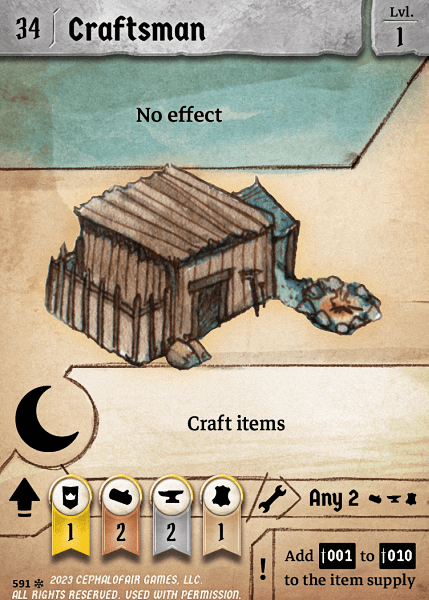 34 Craftsman
Lvl.
1
No effect
Craft items
1 2 2 1
Any 2
Add 001 to 010
to the item supply
!
591 2023 CEPHALOFAIR GAMES, LLC.
ALL RIGHTS RESERVED. USED WITH PERMISSION.